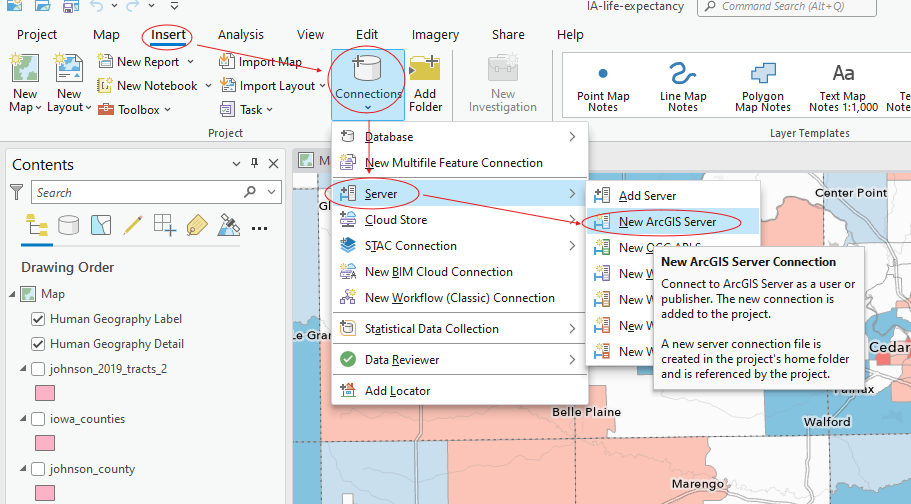 IA-life-expectancy
Command Search (Alt+Q)
Project
Map
Insert
Analysis
View
Edit
Imagery
Share
Help
New Map
New Layout
New Report
New Notebook
Toolbox
Import Map
Import Layout
Task
Connections
Add Folder
New Investigation
Project
Point Map Notes
Line Map Notes
Polygon Map Notes
Aa
Text Map Notes 1:1,000
Layer Templates
Database
New Multifile Feature Connection
Server
Cloud Store
STAC Connection
New BIM Cloud Connection
New Workflow (Classic) Connection
Statistical Data Collection
Data Reviewer
Add Locator
Add Server
New ArcGIS Server
New
New W
New W
New W
New W
New ArcGIS Server Connection
Connect to ArcGIS Server as a user or
publisher. The new connection is
added to the project.
A new server connection file is
created in the project's home folder
and is referenced by the project.
Contents
Search
Drawing Order
Map
Human Geography Label
Human Geography Detail
johnson_2019_tracts_2
iowa_counties
johnson_county
Center Point
Cedar
Fairfax
Walford
Belle Plaine
Marengo